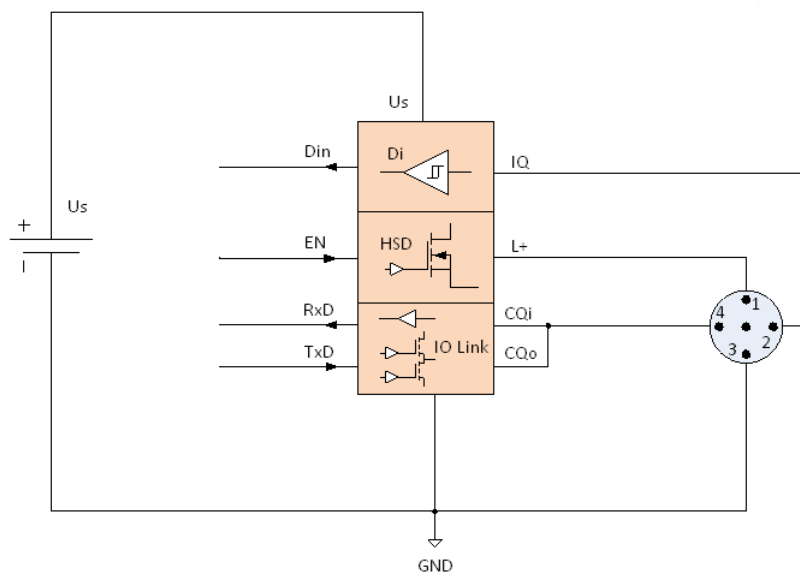 Us
Din
Di
IQ
+
Us
−
EN
HSD
L+
RxD
CQi
4
1
IO Link
2
TxD
CQo
3
GND